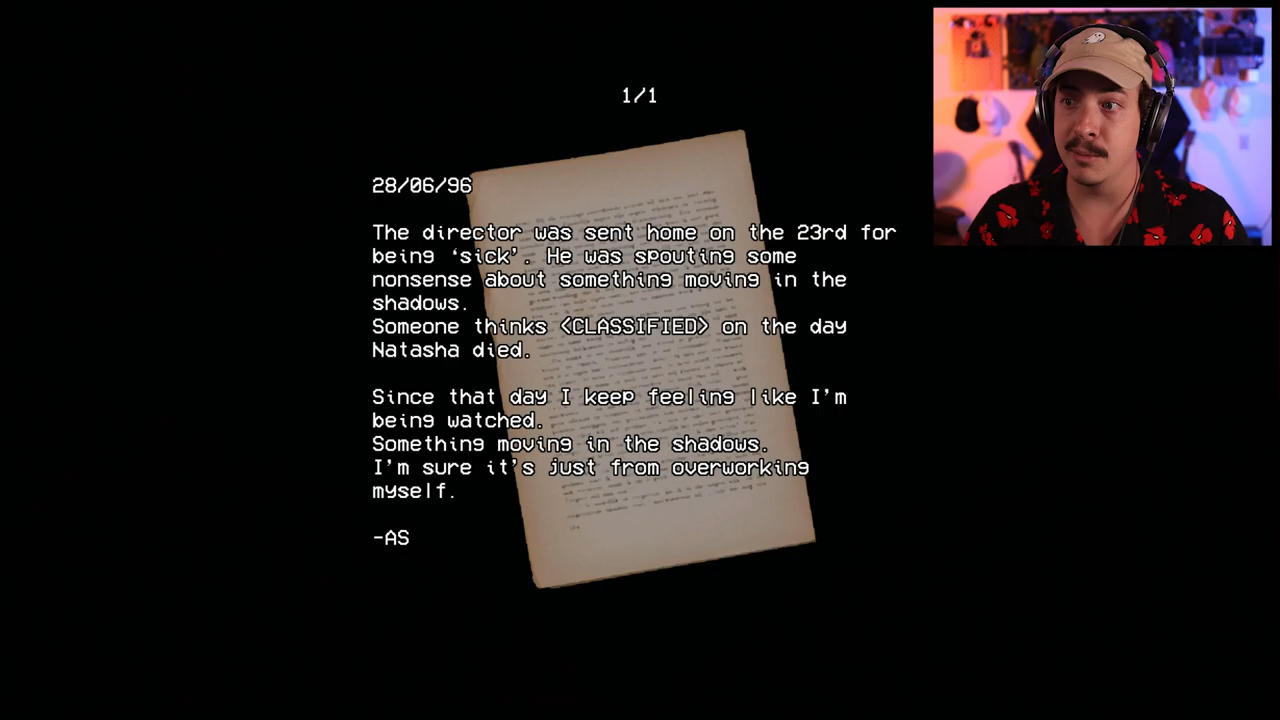 1/1
28/06/96
The director was sent home on the 23rd for
being ‘sick’. He was spouting some
nonsense about something moving in the
shadows.
Someone thinks <CLASSIFIED> on the day
Natasha died.
Since that day I keep feeling like I’m
being watched.
Something moving in the shadows.
I’m sure it’s just from overworking
myself.
-AS